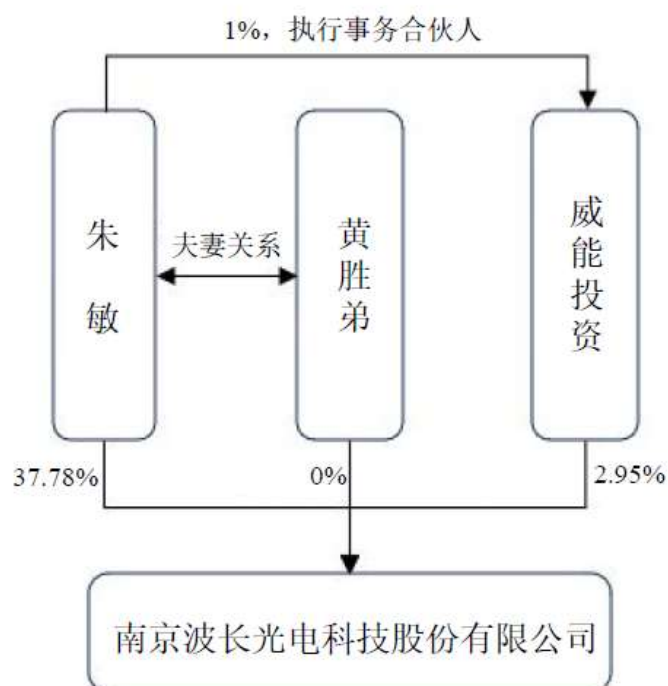 1%，执行事务合伙人
朱敏
夫妻关系
黄胜弟
威能投资
37.78%
0%
2.95%
南京波长光电科技股份有限公司